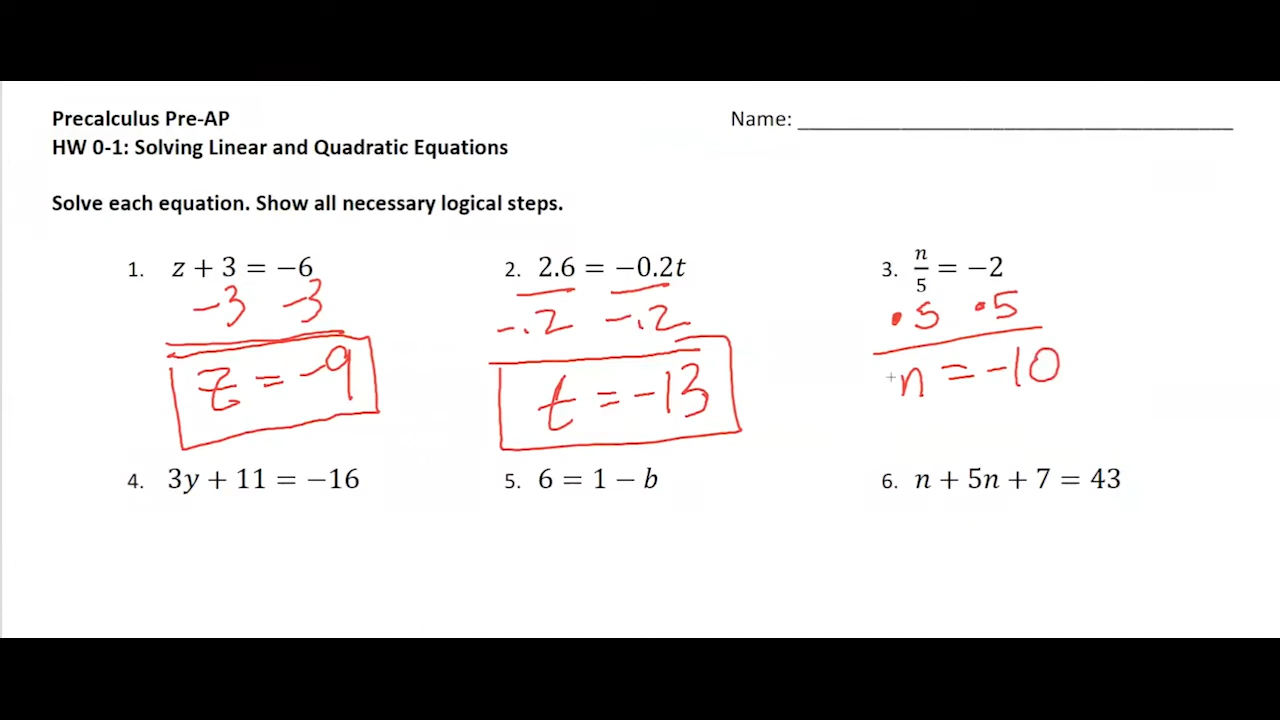 Precalculus Pre-AP Name: ____________________
HW 0-1: Solving Linear and Quadratic Equations
Solve each equation. Show all necessary logical steps.
1. z + 3 = −6 2. 2.6 = −0.2t 3. n/5 = −2
−3 −3 −.2 −.2 •5 •5
z = −9 t = −13 n = −10
4. 3y + 11 = −16 5. 6 = 1 − b 6. n + 5n + 7 = 43